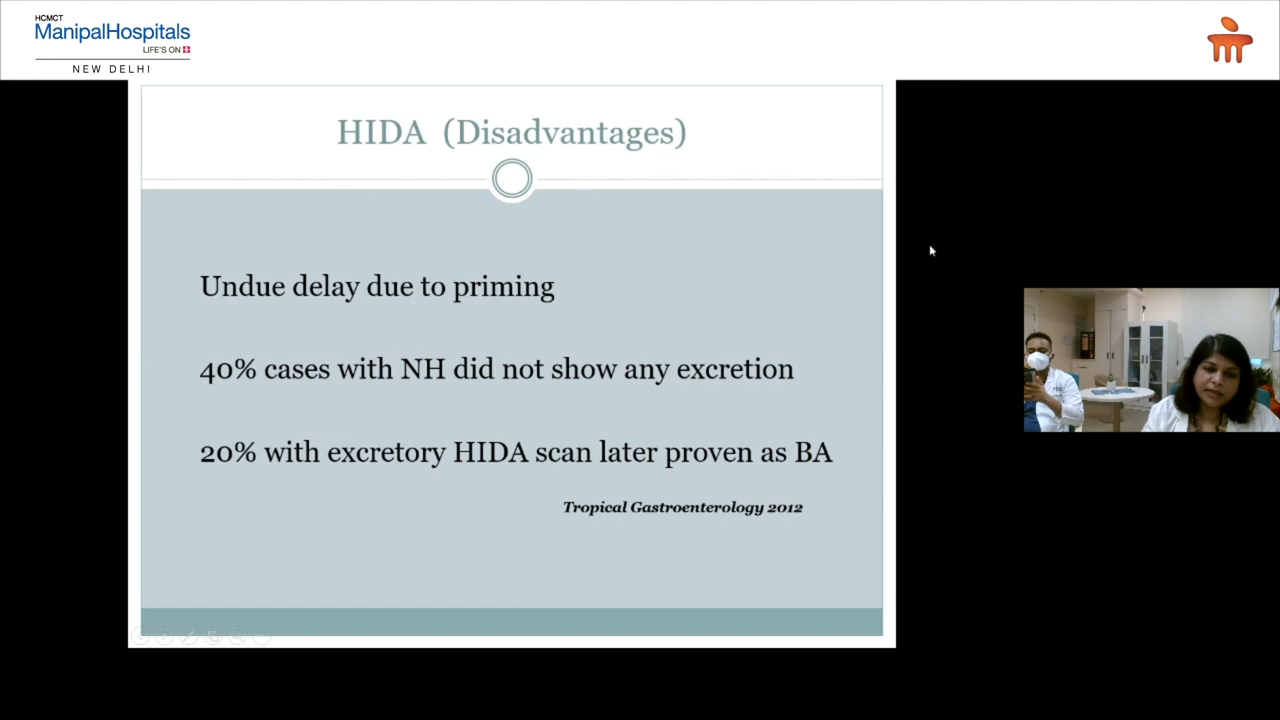 HCMCT
ManipalHospitals
LIFE'S ON
NEW DELHI
HIDA (Disadvantages)
Undue delay due to priming
40% cases with NH did not show any excretion
20% with excretory HIDA scan later proven as BA
Tropical Gastroenterology 2012